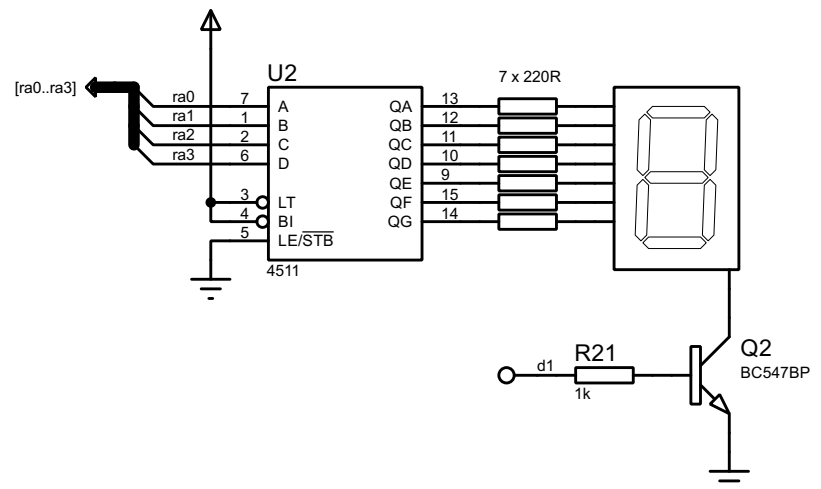 U2
7 x 220R
[ra0..ra3]
ra0 7 A QA 13
ra1 1 B QB 12
ra2 2 C QC 11
ra3 6 D QD 10
QE 9
3 LT QF 15
4 BI QG 14
5 LE/STB
4511
d1 R21 Q2
1k BC547BP